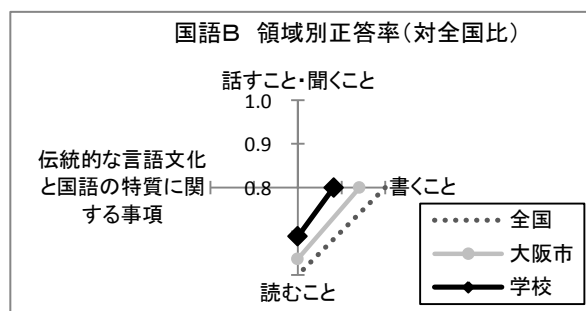 国語B 領域別正答率(対全国比)
話すこと・聞くこと
1.0
0.9
0.8
伝統的な言語文化
と国語の特質に関
する事項
書くこと
読むこと
全国
大阪市
学校